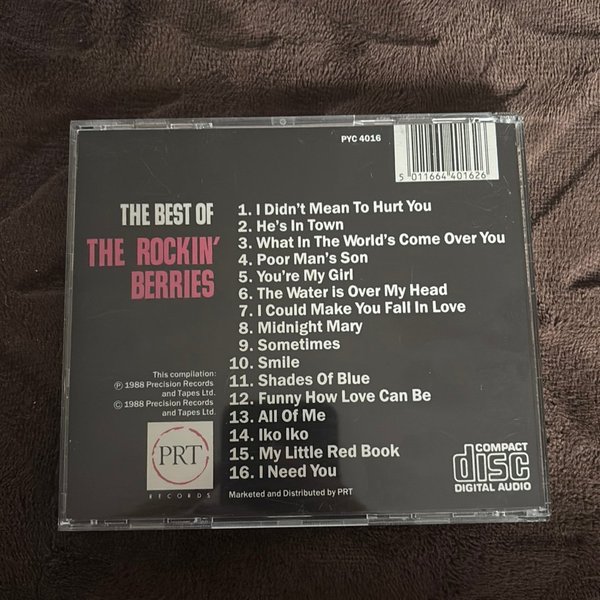 PYC 4016
5 011664 401626
THE BEST OF
THE ROCKIN'
BERRIES
1. I Didn't Mean To Hurt You
2. He's In Town
3. What In The World's Come Over You
4. Poor Man's Son
5. You're My Girl
6. The Water is Over My Head
7. I Could Make You Fall In Love
8. Midnight Mary
9. Sometimes
10. Smile
11. Shades Of Blue
12. Funny How Love Can Be
13. All Of Me
14. Iko Iko
15. My Little Red Book
16. I Need You
This compilation:
Ⓟ 1988 Precision Records
and Tapes Ltd.
© 1988 Precision Records
and Tapes Ltd.
PRT
RECORDS
Marketed and Distributed by PRT
COMPACT
disc
DIGITAL AUDIO